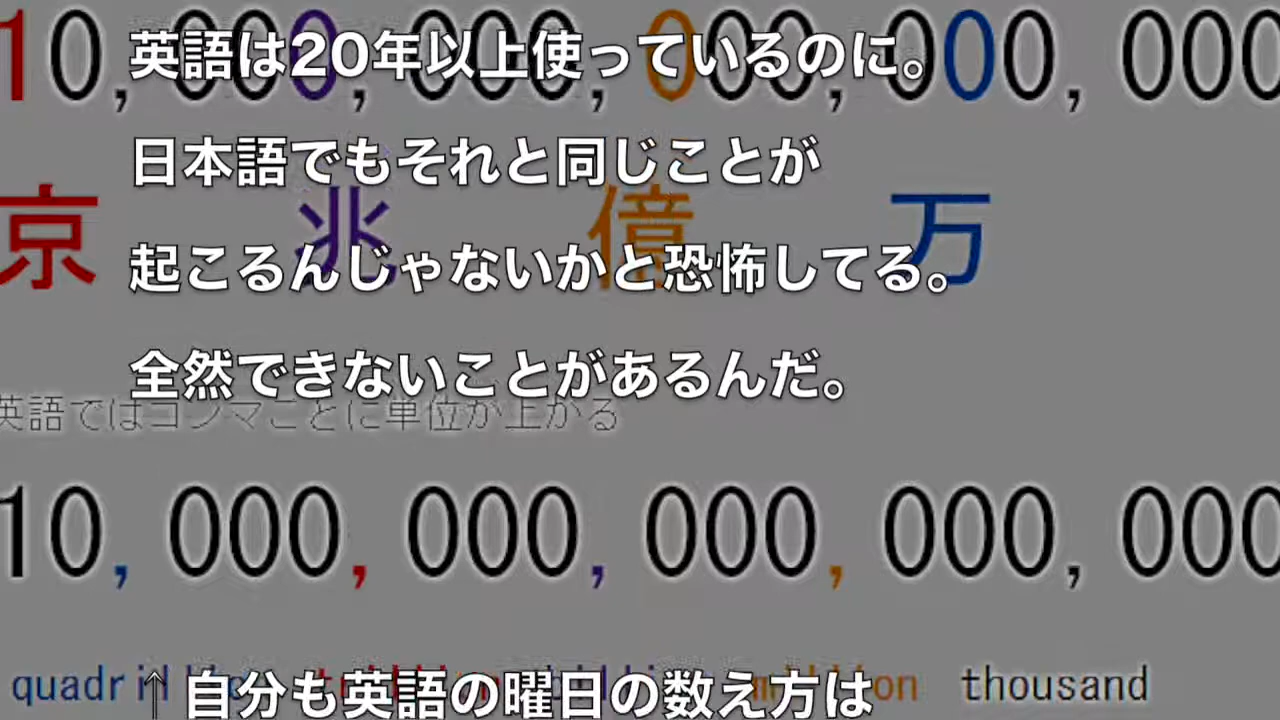 10,000,000,000,000,000
英語は20年以上使っているのに。
日本語でもそれと同じことが
京 兆 億 万
起こるんじゃないかと恐怖してる。
全然できないことがあるんだ。
英語ではコンマごとに単位が上がる
10,000,000,000,000,000
quadrillion trillion billion million thousand
↑自分も英語の曜日の数え方は